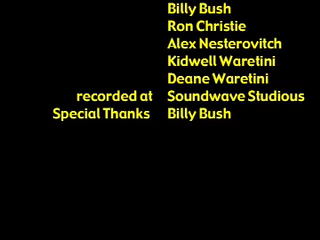 Billy Bush
Ron Christie
Alex Nesterovitch
Kidwell Waretini
Deane Waretini
recorded at Soundwave Studious
Special Thanks Billy Bush